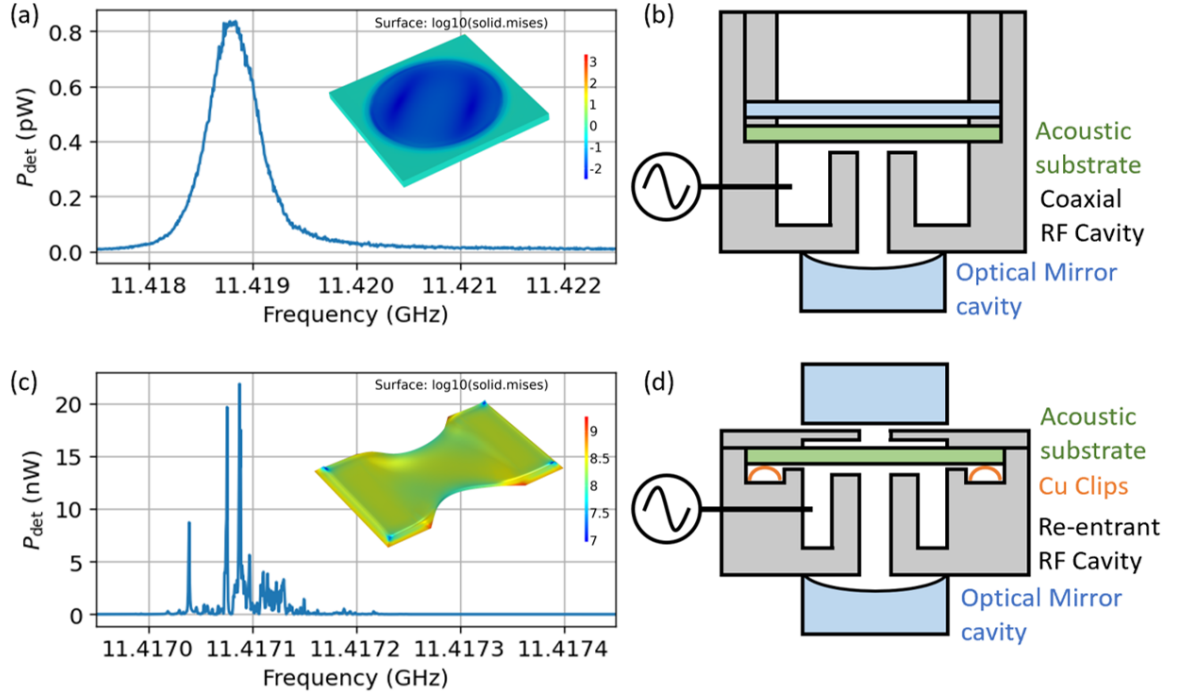 (a)
Surface: log10(solid.mises)
0.8
0.6
0.4
0.2
0.0
P_det (pW)
3
2
1
0
-1
-2
11.418 11.419 11.420 11.421 11.422
Frequency (GHz)
(b)
Acoustic
substrate
Coaxial
RF Cavity
Optical Mirror
cavity
(c)
Surface: log10(solid.mises)
20
15
10
5
0
P_det (nW)
9
8.5
8
7.5
7
11.4170 11.4171 11.4172 11.4173 11.4174
Frequency (GHz)
(d)
Acoustic
substrate
Cu Clips
Re-entrant
RF Cavity
Optical Mirror
cavity